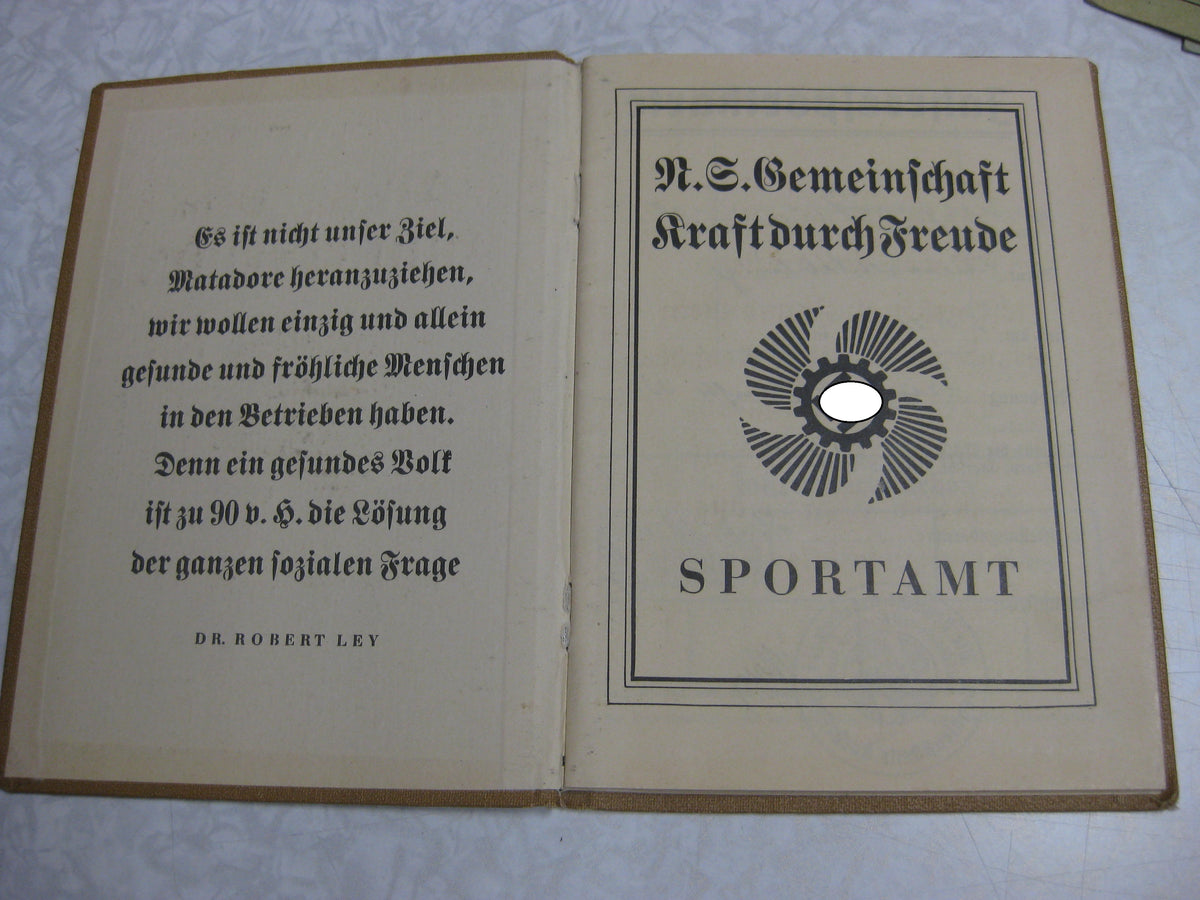 Es ist nicht unser Ziel,
Matadore heranzuziehen,
wir wollen einzig und allein
gesunde und fröhliche Menschen
in den Betrieben haben.
Denn ein gesundes Volk
ist zu 90 v. H. die Lösung
der ganzen sozialen Frage
DR. ROBERT LEY
N.S. Gemeinschaft
Kraft durch Freude
SPORTAMT